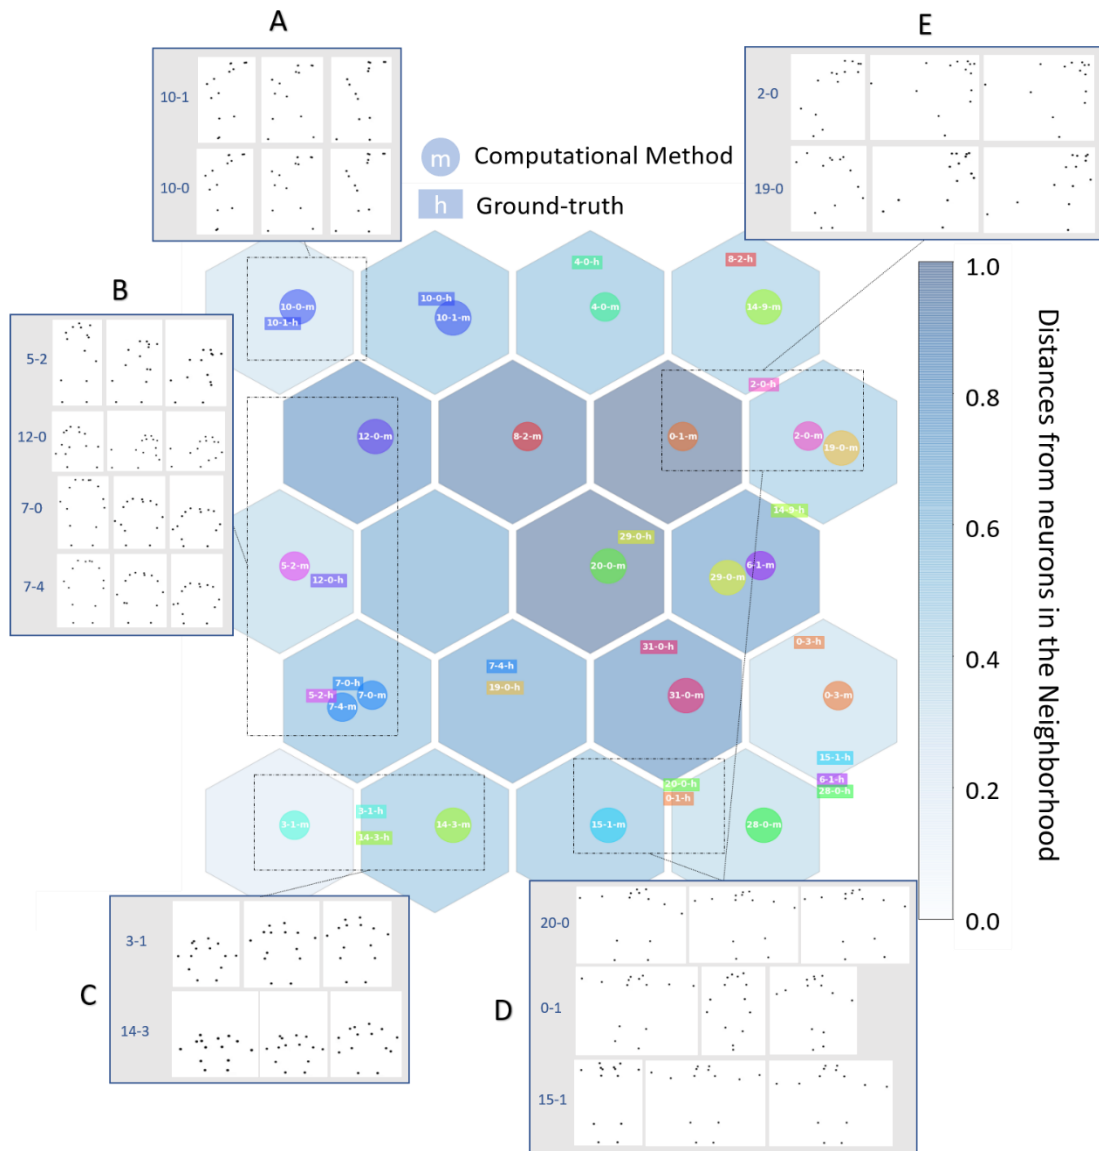 A
E
10-1
10-0
2-0
19-0
m Computational Method
h Ground-truth
B
5-2
12-0
7-0
7-4
4-0-h
8-2-h
10-0-m
10-1-h
10-0-h
10-1-m
4-0-m
14-9-m
1.0
0.8
0.6
0.4
0.2
0.0
Distances from neurons in the Neighborhood
2-0-h
12-0-m
8-2-m
0-1-m
2-0-m
19-0-m
14-9-h
29-0-h
5-2-m
12-0-h
20-0-m
29-0-m
6-1-m
31-0-h
0-3-h
7-4-h
7-0-h
19-0-h
5-2-h
7-0-m
7-4-m
31-0-m
0-3-m
15-1-h
6-1-h
28-0-h
20-0-h
0-1-h
3-1-h
14-3-h
3-1-m
14-3-m
15-1-m
28-0-m
C
3-1
14-3
D
20-0
0-1
15-1